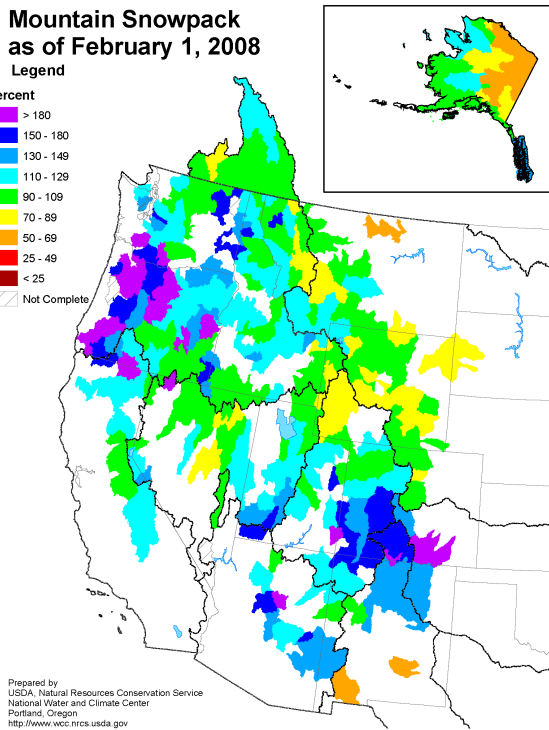 Mountain Snowpack
as of February 1, 2008
Legend
ercent
> 180
150 - 180
130 - 149
110 - 129
90 - 109
70 - 89
50 - 69
25 - 49
< 25
Not Complete
Prepared by
USDA, Natural Resources Conservation Service
National Water and Climate Center
Portland, Oregon
http://www.wcc.nrcs.usda.gov